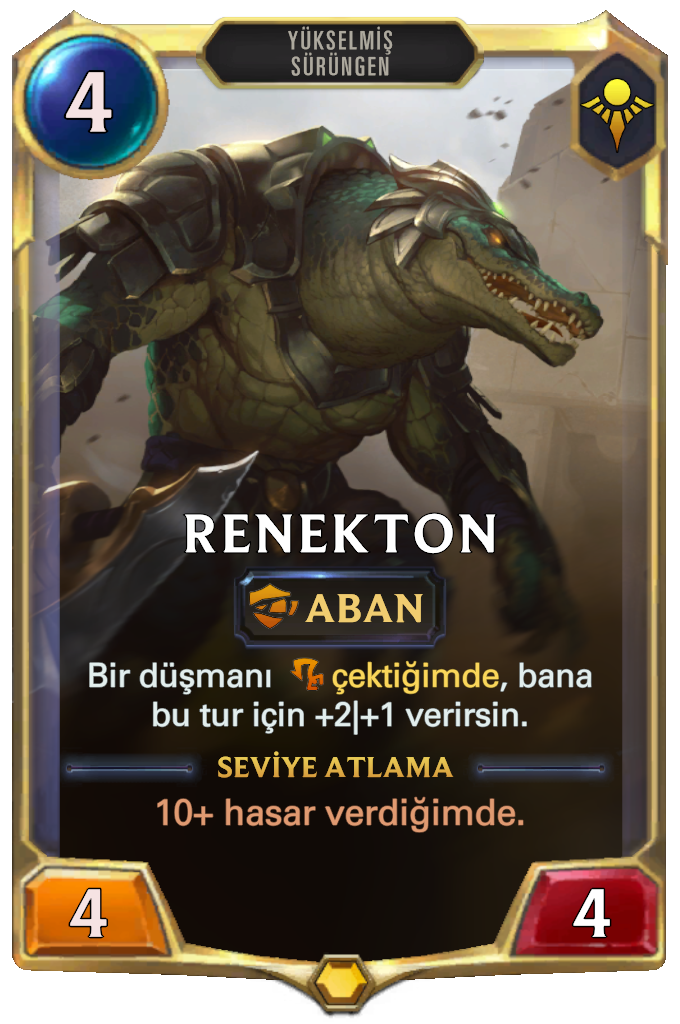 4
YÜKSELMİŞ
SÜRÜNGEN
RENEKTON
ABAN
Bir düşmanı çektiğimde, bana
bu tur için +2|+1 verirsin.
SEVİYE ATLAMA
10+ hasar verdiğimde.
4
4